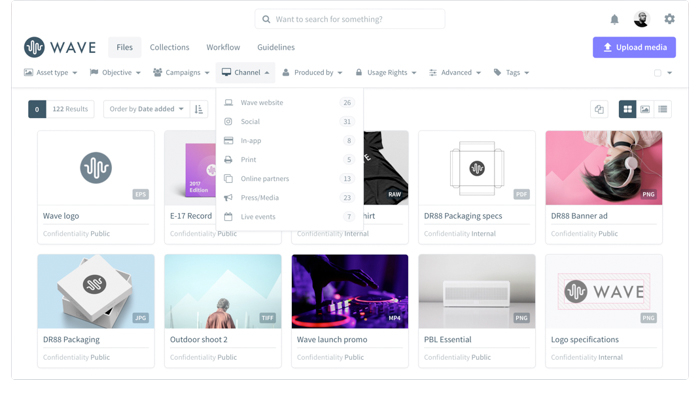 Want to search for something?
WAVE
Files Collections Workflow Guidelines
Upload media
Asset type Objective Campaigns Channel Produced by Usage Rights Advanced Tags
0 122 Results Order by Date added
Wave website 26
Social 31
In-app 8
Print 5
Online partners 13
Press/Media 23
Live events 7
EPS
2017
Edition
RAW
PDF
PNG
Wave logo
E-17 Record
DR88 Packaging specs
DR88 Banner ad
Confidentiality Public
Confidentiality Public
Confidentiality Internal
Confidentiality Internal
Confidentiality Public
JPG
TIFF
MP4
PNG
WAVE
PNG
DR88 Packaging
Outdoor shoot 2
Wave launch promo
PBL Essential
Logo specifications
Confidentiality Public
Confidentiality Public
Confidentiality Public
Confidentiality Public
Confidentiality Internal